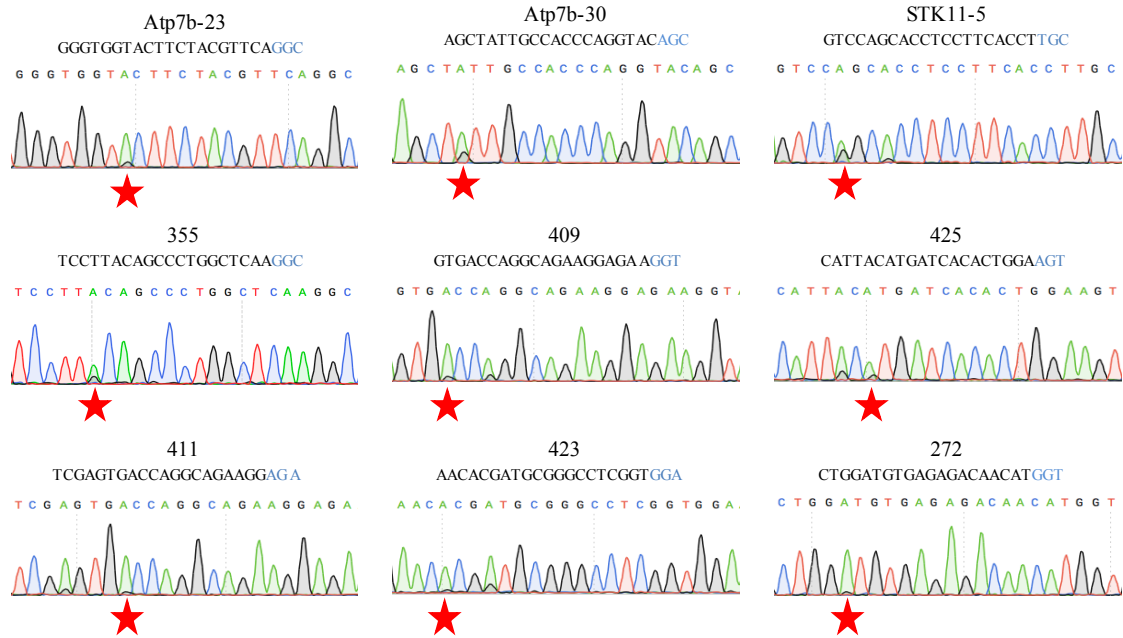 Atp7b-23
GGGTGGTACTTCTACGTTCAGGC
G G G T G G T A C T T C T A C G T T C A G G C
Atp7b-30
AGCTATTGCCACCCAGGTACAGC
A G C T A T T G C C A C C C A G G T A C A G C
STK11-5
GTCCAGCACCTCCTTCACCTTGC
G T C C A G C A C C T C C T T C A C C T T G C
355
TCCTTACAGCCCTGGCTCAAGGC
T C C T T A C A G C C C T G G C T C A A G G C
409
GTGACCAGGCAGAAGGAGAAGGT
G T G A C C A G G C A G A A G G A G A A G G T A
425
CATTACATGATCACACTGGAAGT
C A T T A C A T G A T C A C A C T G G A A G T
411
TCGAGTGACCAGGCAGAAGGAGA
T C G A G T G A C C A G G C A G A A G G A G A
423
AACACGATGCGGGCCTCGGTGGA
A A C A C G A T G C G G G C C T C G G T G G A
272
CTGGATGTGAGAGACAACATGGT
C T G G A T G T G A G A G A C A A C A T G G T